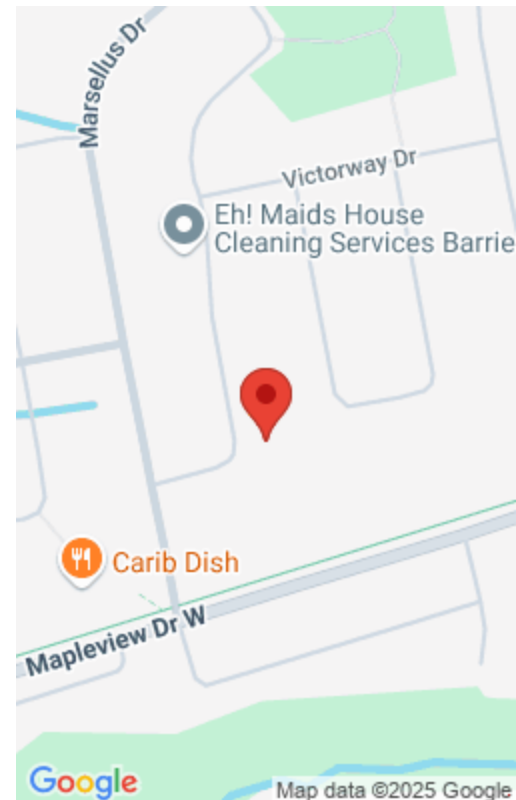 Marsellus Dr
Victorway Dr
Eh! Maids House
Cleaning Services Barrie
Carib Dish
Mapleview Dr W
Google
Map data ©2025 Google